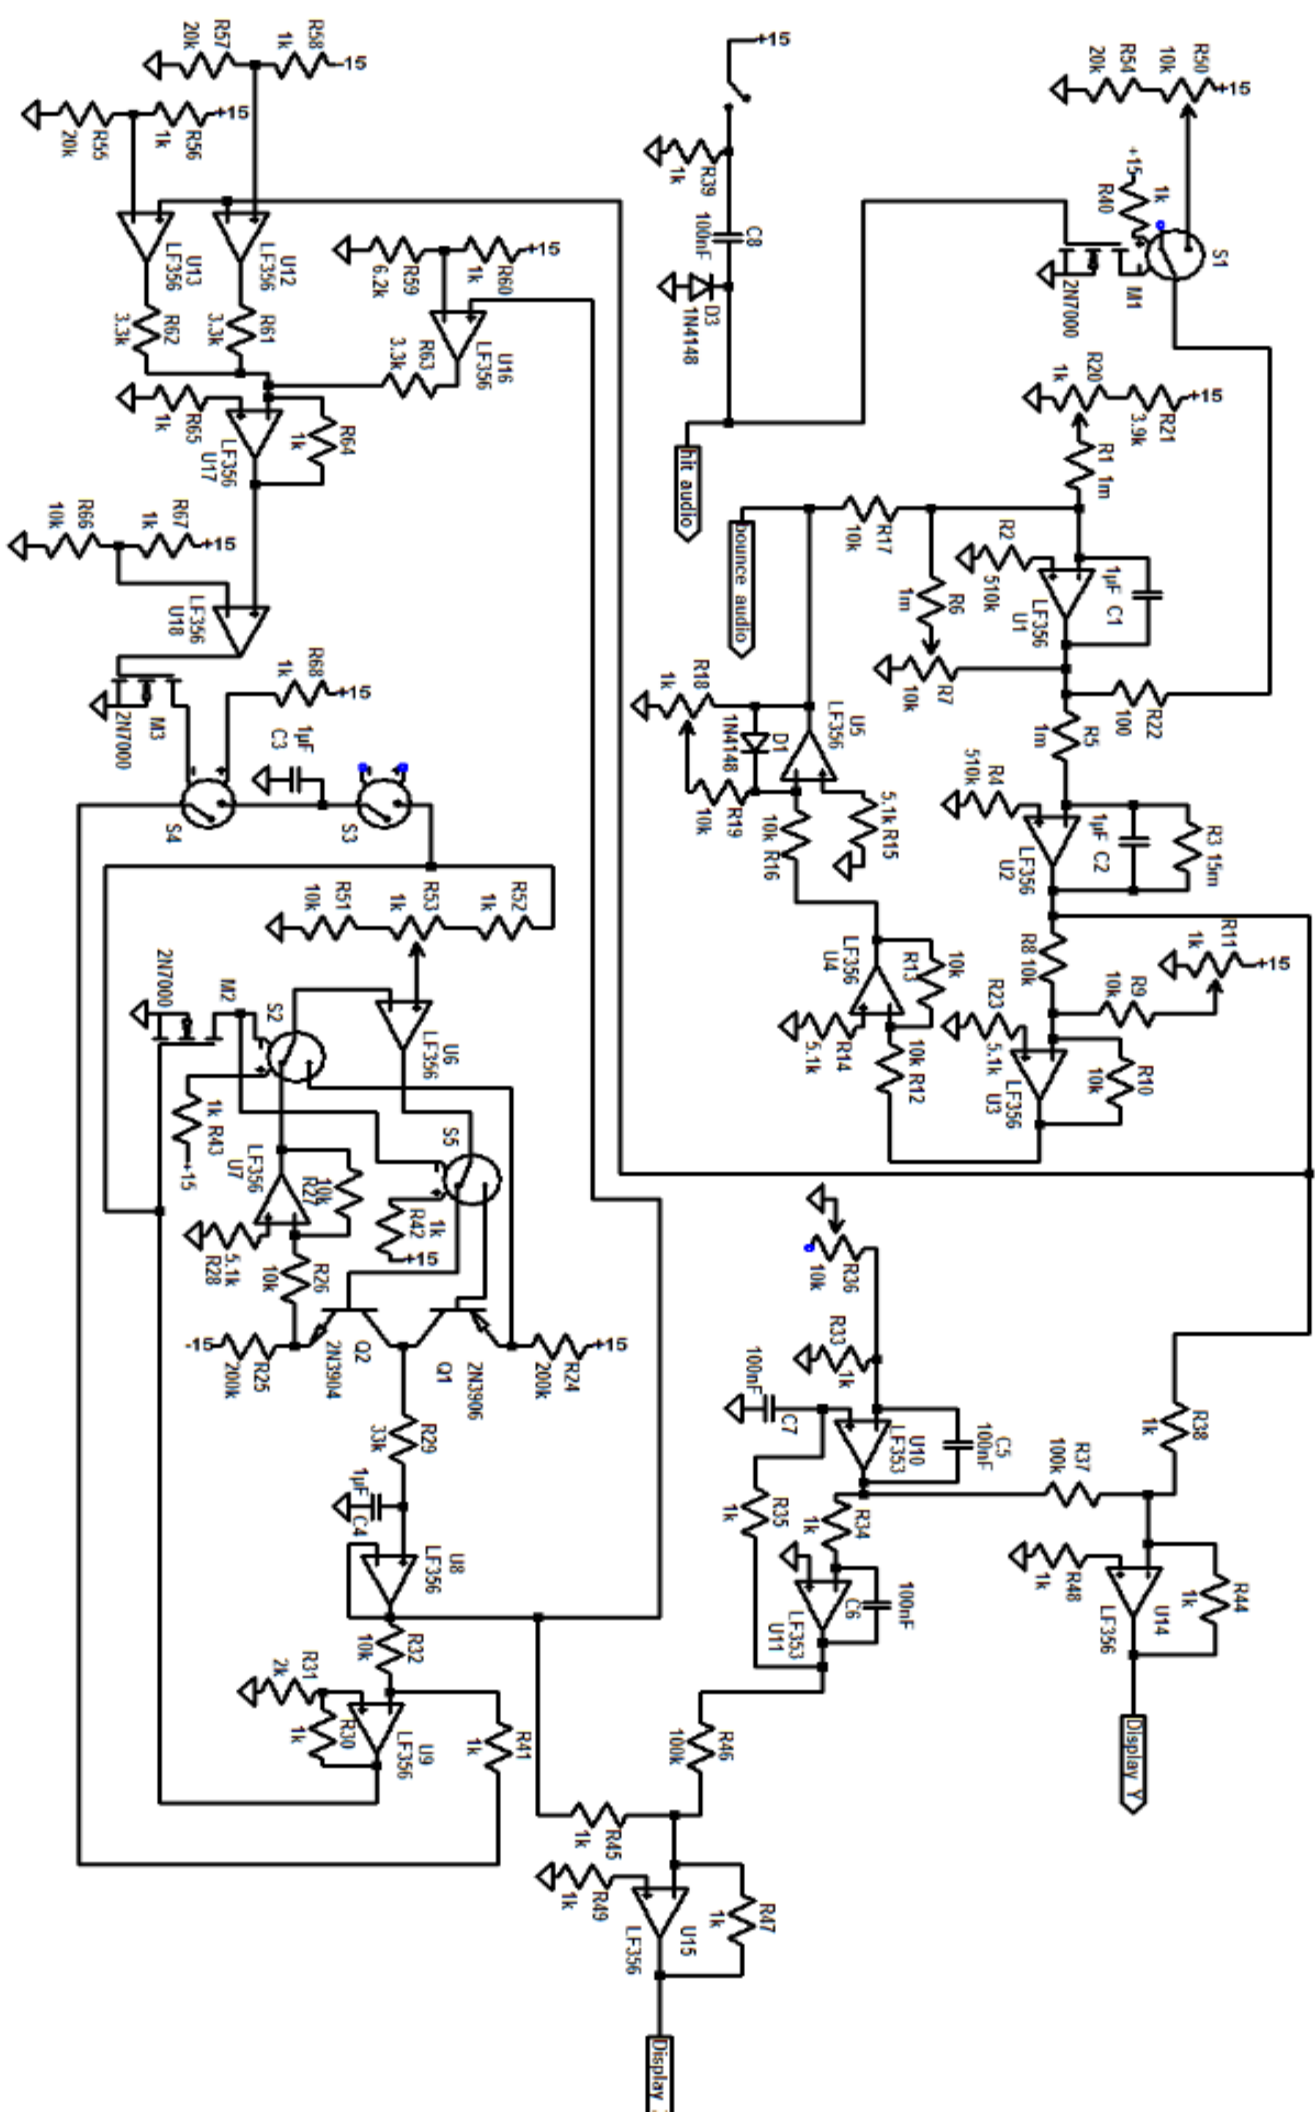 R57
20k
R58
1k
-15
+15
R56
1k
R55
20k
U13
LF356
U12
LF356
R62
3.3k
R61
3.3k
+15
R60
1k
R59
6.2k
U16
LF356
R63
3.3k
R64
1k
R65
1k
LF356
U17
R67
1k
+15
R66
10k
LF356
U18
R68
1k
+15
M3
2N7000
1µF
C3
S4
S3
+15
R39
1k
C8
100nF
D3
1N4148
hit audio
R50
10k
+15
R54
20k
+15
R40
1k
S1
M1
2N7000
R20
1k
+15
R21
3.9k
R1 1m
R2
510k
1µF C1
LF356
U1
R17
10k
bounce audio
R6
1m
R7
10k
R22
100
R5
1m
R18
1k
U5
LF356
D1
1N4148
R19
10k
5.1k R15
10k R16
R4
510k
1µF C2
R3 15m
LF356
U2
R11
1k
+15
R8 10k
R9
10k
R23
5.1k
R10
10k
LF356
U3
LF356
U4
R13
10k
R14
5.1k
10k R12
R51
10k
R53
1k
R52
1k
2N7000
M2
S2
U6
LF356
1k R43
+15
S5
LF356
U7
R27
10k
R42
1k
+15
R28
5.1k
R26
10k
-15
R25
200k
2N3904
Q2
Q1
2N3906
+15
R24
200k
R29
33k
1µF
C4
U8
LF356
R32
10k
R31
2k
R30
1k
U9
LF356
R41
1k
R36
10k
R33
1k
100nF
C7
U10
LF353
C5
100nF
R35
1k
R34
1k
C6
100nF
LF353
U11
R38
1k
R37
100k
R48
1k
R44
1k
U14
LF356
Display Y
R46
100k
R45
1k
R49
1k
R47
1k
U15
LF356
Display